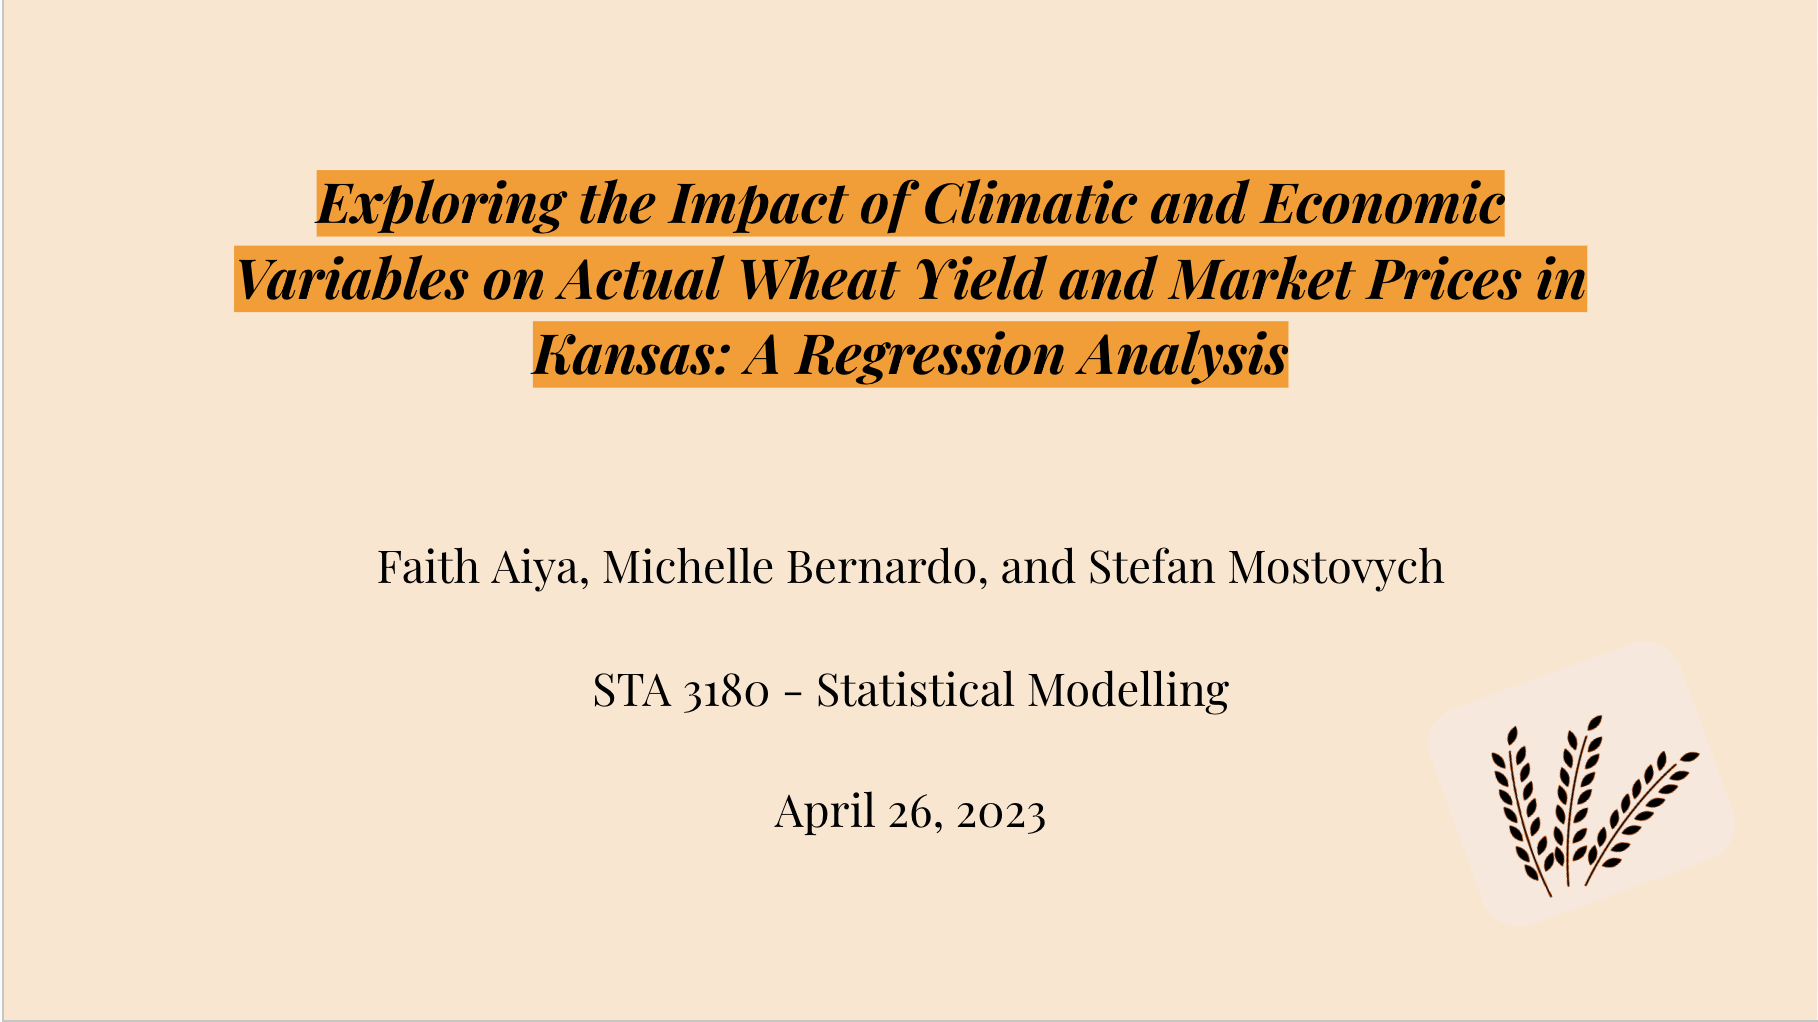 Exploring the Impact of Climatic and Economic
Variables on Actual Wheat Yield and Market Prices in
Kansas: A Regression Analysis
Faith Aiya, Michelle Bernardo, and Stefan Mostovych
STA 3180 - Statistical Modelling
April 26, 2023